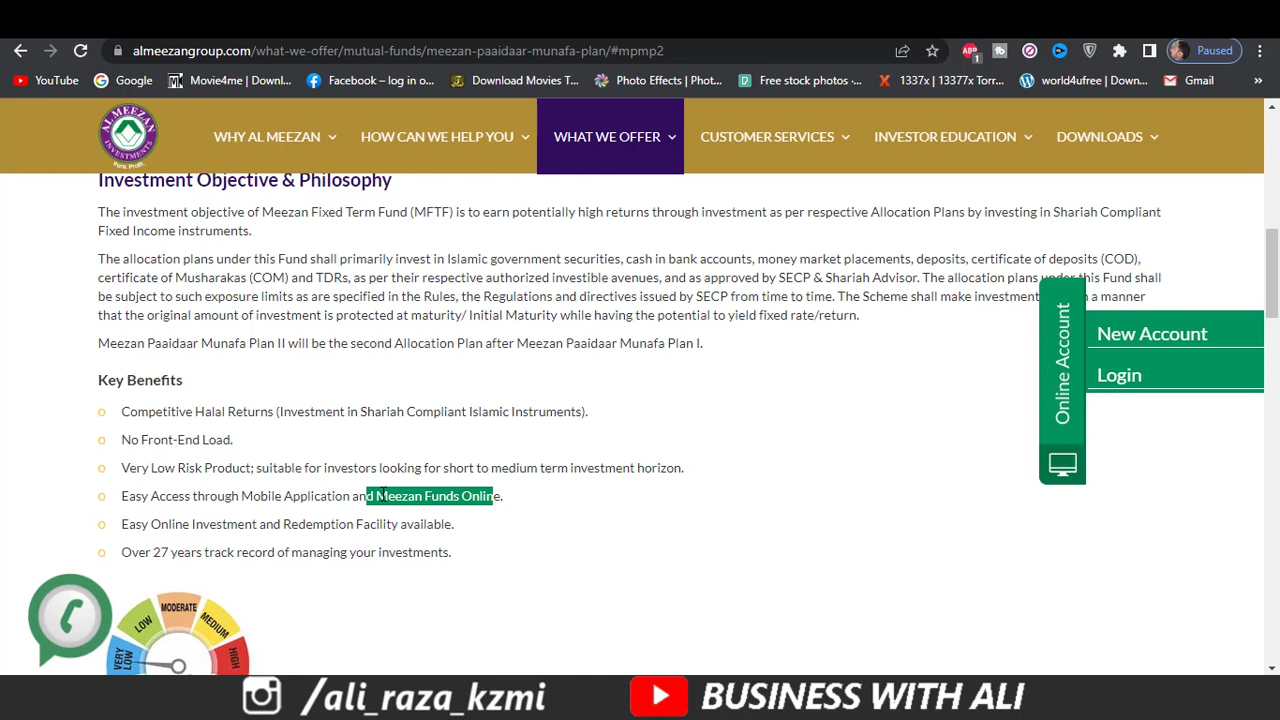 almeezangroup.com/what-we-offer/mutual-funds/meezan-paaidaar-munafa-plan/#mpmp2
ABP
1
Paused
YouTube
Google
Movie4me | Downl...
Facebook – log in o...
Download Movies T...
Photo Effects | Phot...
Free stock photos -...
1337x | 13377x Torr...
world4ufree | Down...
Gmail
»
AL MEEZAN
INVESTMENTS
Pure. Profit.
WHY AL MEEZAN
HOW CAN WE HELP YOU
WHAT WE OFFER
CUSTOMER SERVICES
INVESTOR EDUCATION
DOWNLOADS
Investment Objective & Philosophy
The investment objective of Meezan Fixed Term Fund (MFTF) is to earn potentially high returns through investment as per respective Allocation Plans by investing in Shariah Compliant
Fixed Income instruments.
The allocation plans under this Fund shall primarily invest in Islamic government securities, cash in bank accounts, money market placements, deposits, certificate of deposits (COD),
certificate of Musharakas (COM) and TDRs, as per their respective authorized investible avenues, and as approved by SECP & Shariah Advisor. The allocation plans under this Fund shall
be subject to such exposure limits as are specified in the Rules, the Regulations and directives issued by SECP from time to time. The Scheme shall make investment a manner
that the original amount of investment is protected at maturity/ Initial Maturity while having the potential to yield fixed rate/return.
Meezan Paaidaar Munafa Plan II will be the second Allocation Plan after Meezan Paaidaar Munafa Plan I.
Key Benefits
o Competitive Halal Returns (Investment in Shariah Compliant Islamic Instruments).
o No Front-End Load.
o Very Low Risk Product; suitable for investors looking for short to medium term investment horizon.
o Easy Access through Mobile Application and Meezan Funds Online.
o Easy Online Investment and Redemption Facility available.
o Over 27 years track record of managing your investments.
Online Account
New Account
Login
VERY LOW
LOW
MODERATE
MEDIUM
HIGH
/ali_raza_kzmi
BUSINESS WITH ALI